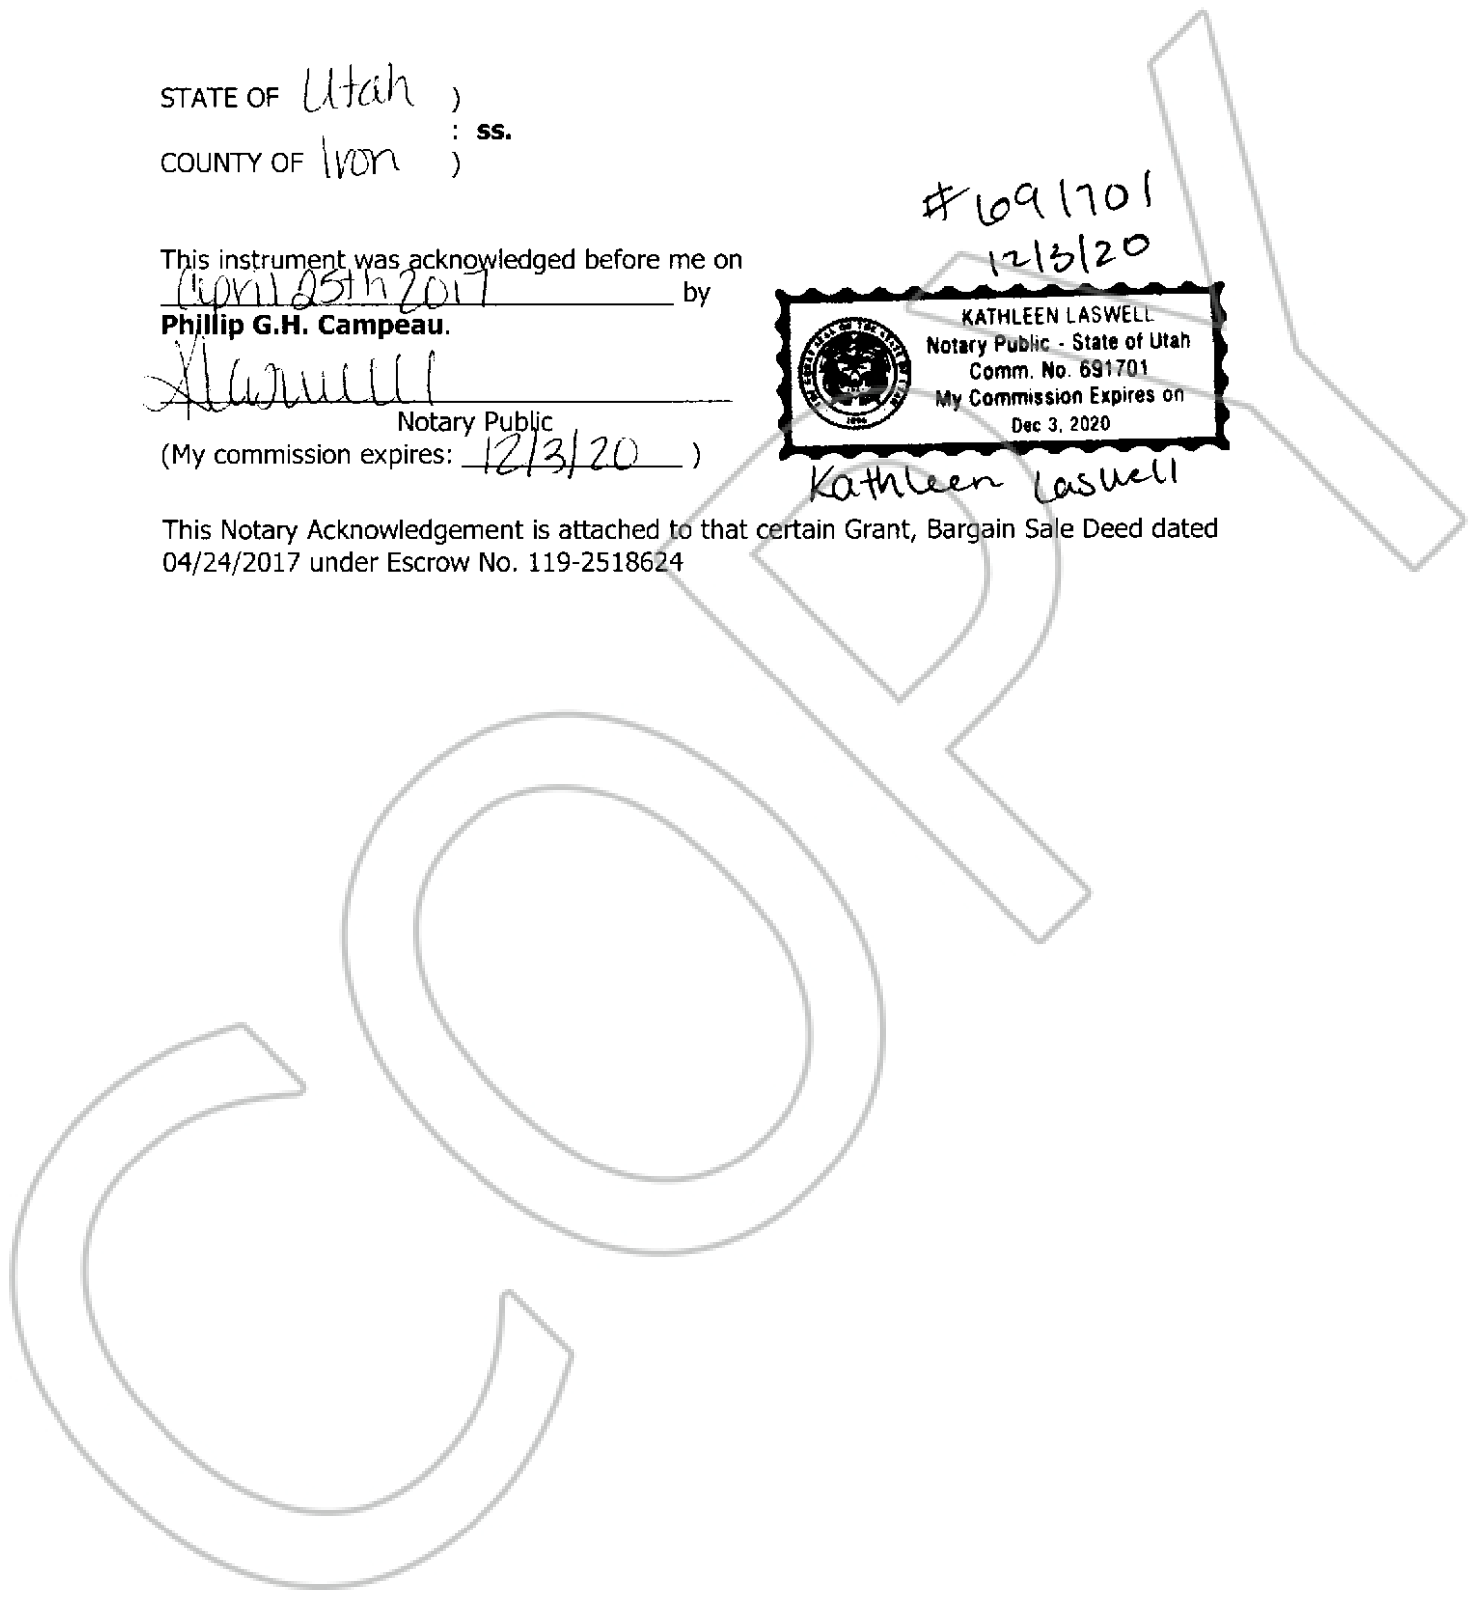 STATE OF Utah )
: ss.
COUNTY OF Iron )
#691701
12/3/20
This instrument was acknowledged before me on
April 25th 2017 by
Phillip G.H. Campeau.
Notary Public
(My commission expires: 12/3/20 )
KATHLEEN LASWELL
Notary Public - State of Utah
Comm. No. 691701
My Commission Expires on
Dec 3, 2020
1896
Kathleen Laswell
This Notary Acknowledgement is attached to that certain Grant, Bargain Sale Deed dated
04/24/2017 under Escrow No. 119-2518624
COPY